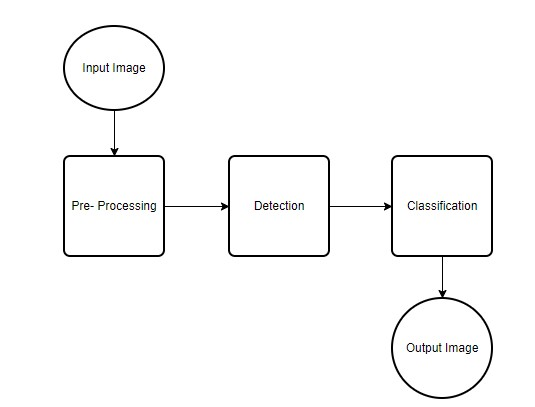 Input Image
Pre- Processing
Detection
Classification
Output Image